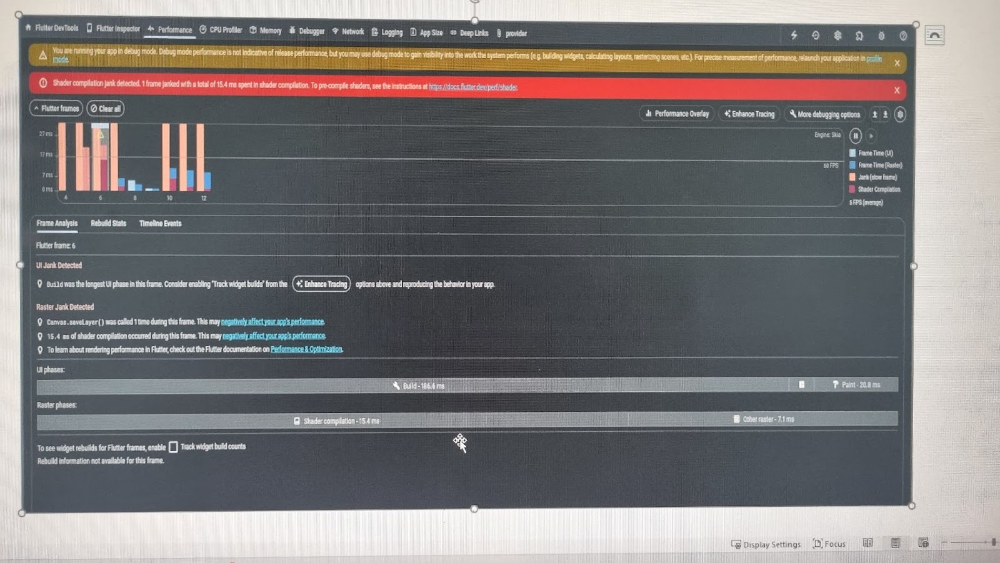 Flutter DevTools Flutter Inspector Performance CPU Profiler Memory Debugger Network Logging App Size Deep Links provider
You are running your app in debug mode. Debug mode performance is not indicative of release performance, but you may use debug mode to gain visibility into the work the system performs (e.g. building widgets, calculating layouts, rasterizing scenes, etc.). For precise measurement of performance, relaunch your application in profile
mode.
Shader compilation jank detected. 1 frame janked with a total of 15.4 ms spent in shader compilation. To pre-compile shaders, see the instructions at https://docs.flutter.dev/perf/shader.
Flutter frames Clear all Performance Overlay Enhance Tracing More debugging options
27 ms
17 ms
7 ms
0 ms
4 6 8 10 12
Engine: Skia
60 FPS
Frame Time (UI)
Frame Time (Raster)
Jank (slow frame)
Shader Compilation
5 FPS (average)
Frame Analysis Rebuild Stats Timeline Events
Flutter frame: 6
UI Jank Detected
Build was the longest UI phase in this frame. Consider enabling "Track widget builds" from the Enhance Tracing options above and reproducing the behavior in your app.
Raster Jank Detected
Canvas.saveLayer() was called 1 time during this frame. This may negatively affect your app's performance.
15.4 ms of shader compilation occurred during this frame. This may negatively affect your app's performance.
To learn about rendering performance in Flutter, check out the Flutter documentation on Performance & Optimization.
UI phases:
Build - 186.6 ms Paint - 20.8 ms
Raster phases:
Shader compilation - 15.4 ms Other raster - 7.1 ms
To see widget rebuilds for Flutter frames, enable Track widget build counts
Rebuild information not available for this frame.
Display Settings Focus